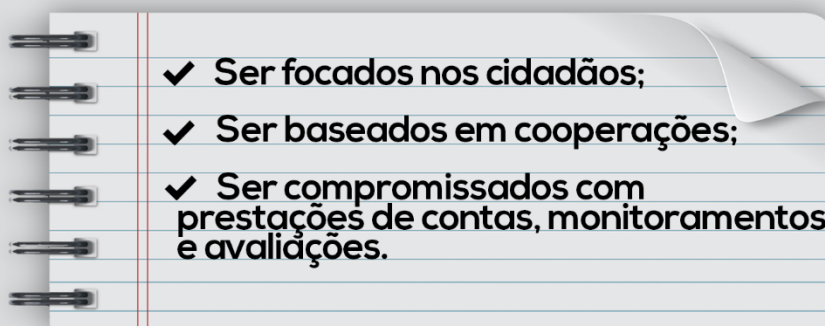 ✔ Ser focados nos cidadãos;
✔ Ser baseados em cooperações;
✔ Ser compromissados com
prestações de contas, monitoramentos
e avaliações.